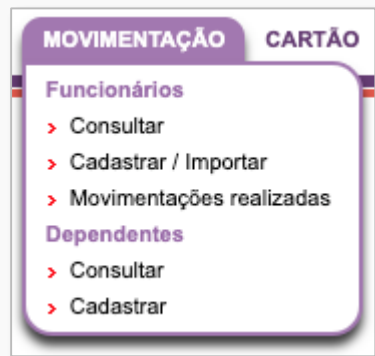 MOVIMENTAÇÃO CARTÃO
Funcionários
Consultar
Cadastrar / Importar
Movimentações realizadas
Dependentes
Consultar
Cadastrar